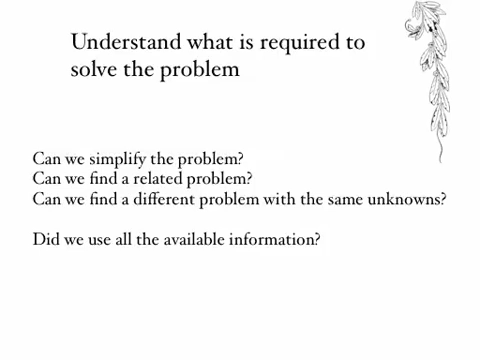 Understand what is required to
solve the problem
Can we simplify the problem?
Can we find a related problem?
Can we find a different problem with the same unknowns?
Did we use all the available information?